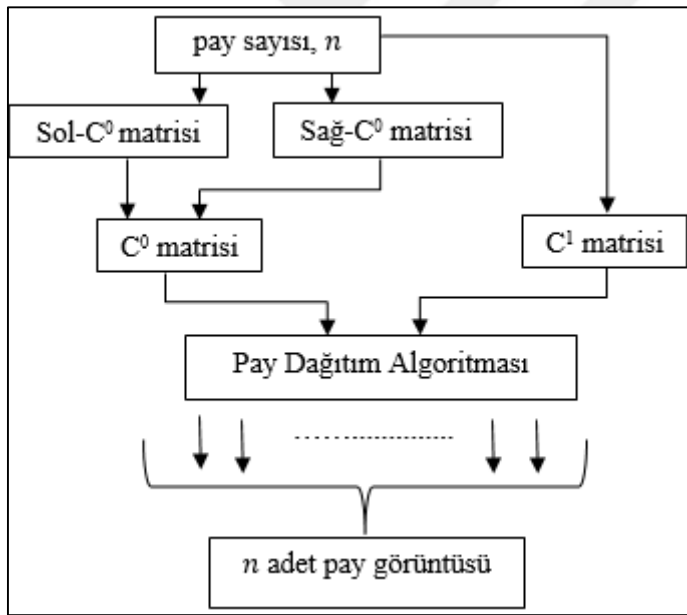 pay sayısı, n
Sol-C⁰ matrisi
Sağ-C⁰ matrisi
C⁰ matrisi
C¹ matrisi
Pay Dağıtım Algoritması
n adet pay görüntüsü